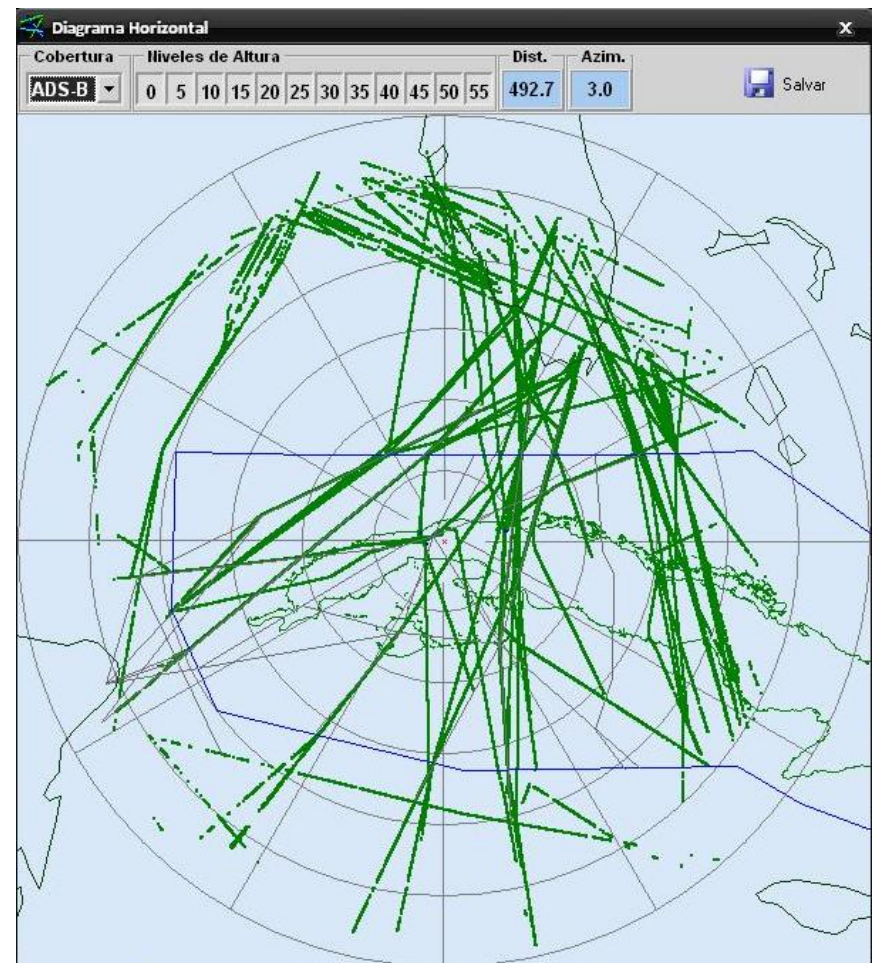 Diagrama Horizontal x
Cobertura Niveles de Altura Dist. Azim.
ADS-B 0 5 10 15 20 25 30 35 40 45 50 55 492.7 3.0 Salvar